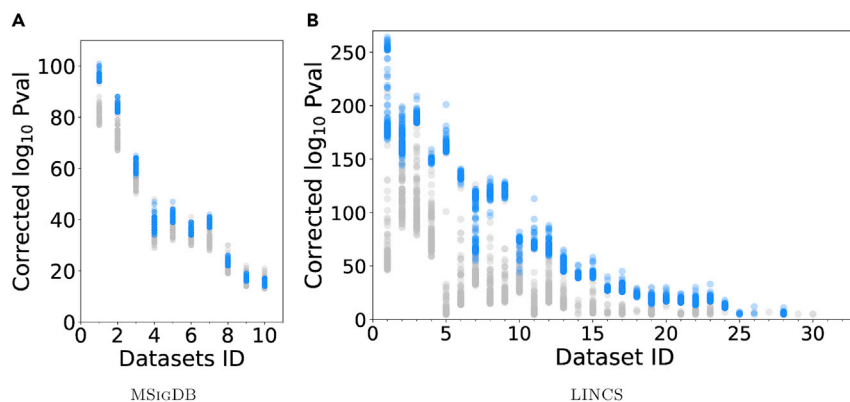 A
Corrected log10 Pval
100
80
60
40
20
0
0 2 4 6 8 10
Datasets ID
MSIGDB
B
Corrected log10 Pval
250
200
150
100
50
0
0 5 10 15 20 25 30
Dataset ID
LINCS